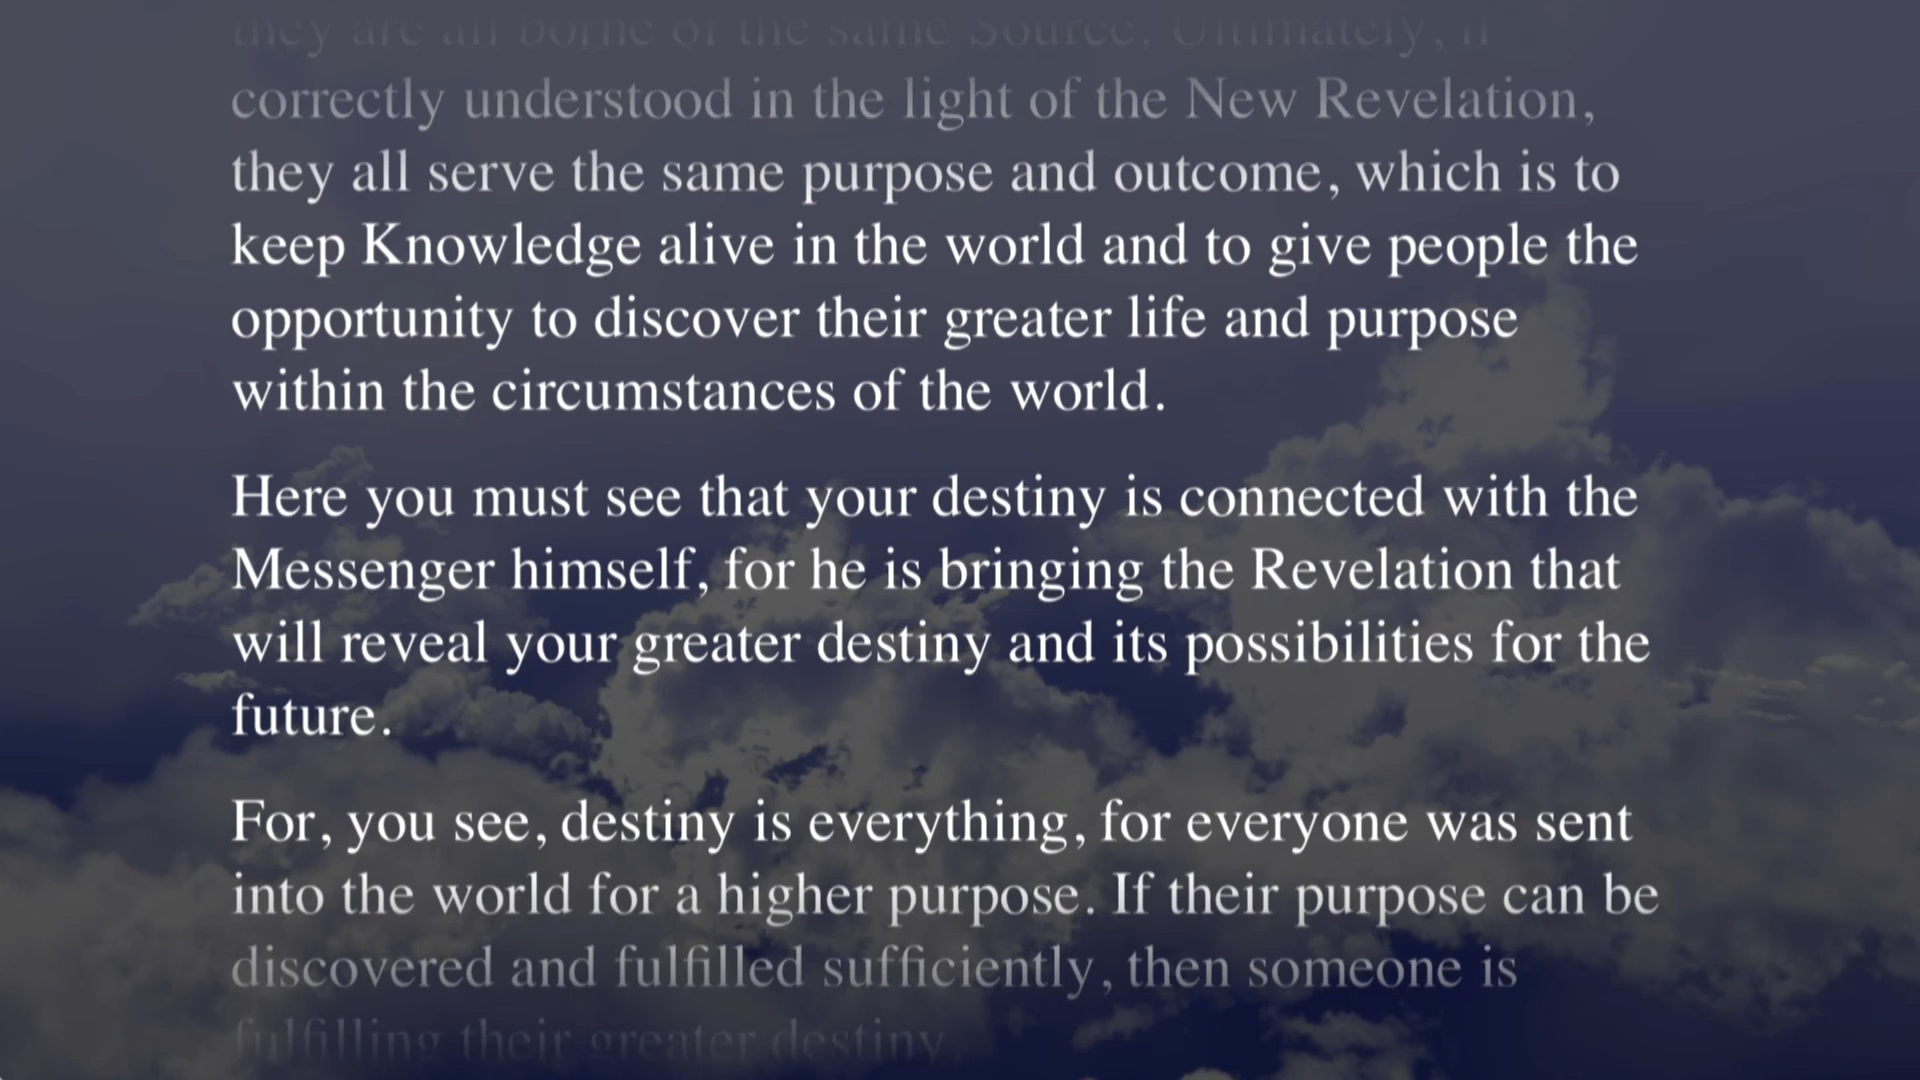 they are all borne of the same Source. Ultimately, if
correctly understood in the light of the New Revelation,
they all serve the same purpose and outcome, which is to
keep Knowledge alive in the world and to give people the
opportunity to discover their greater life and purpose
within the circumstances of the world.
Here you must see that your destiny is connected with the
Messenger himself, for he is bringing the Revelation that
will reveal your greater destiny and its possibilities for the
future.
For, you see, destiny is everything, for everyone was sent
into the world for a higher purpose. If their purpose can be
discovered and fulfilled sufficiently, then someone is
fulfilling their greater destiny.